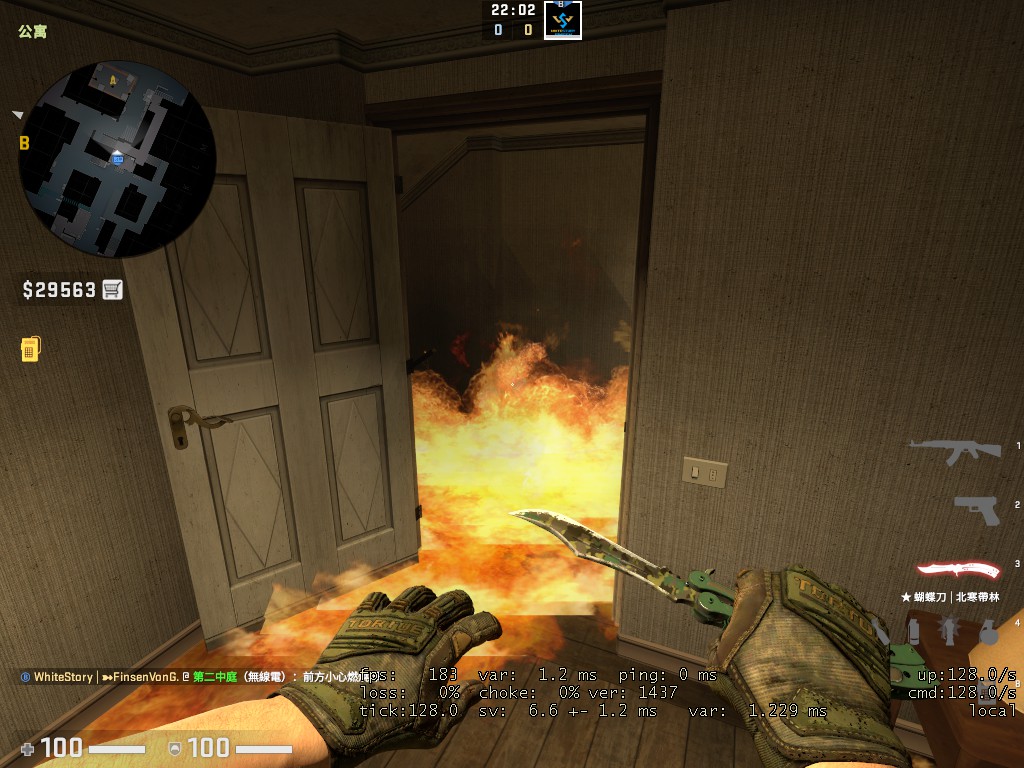 22:02
0 0
公寓
A
B
$29563
1
2
3
★ 蝴蝶刀 | 北寒帶林
4
WhiteStory | ➳FinsenVonG. @ 第二中庭 (無線電): 前方小心燃
fps: 183 var: 1.2 ms ping: 0 ms
loss: 0% choke: 0% ver: 1437
tick:128.0 sv: 6.6 +- 1.2 ms var: 1.229 ms
up:128.0/s
cmd:128.0/s
local
100 100